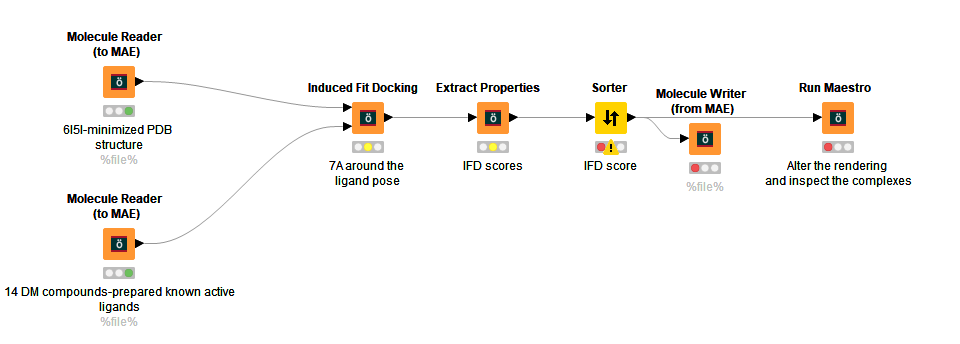 Molecule Reader
(to MAE)
6I5I-minimized PDB
structure
%file%
Molecule Reader
(to MAE)
14 DM compounds-prepared known active
ligands
%file%
Induced Fit Docking
7A around the
ligand pose
Extract Properties
IFD scores
Sorter
IFD score
Molecule Writer
(from MAE)
%file%
Run Maestro
Alter the rendering
and inspect the complexes